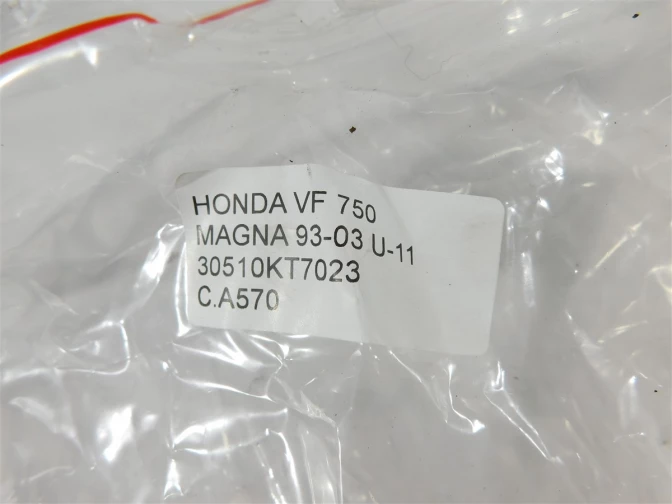 HONDA VF 750
MAGNA 93-03 U-11
30510KT7023
C.A570